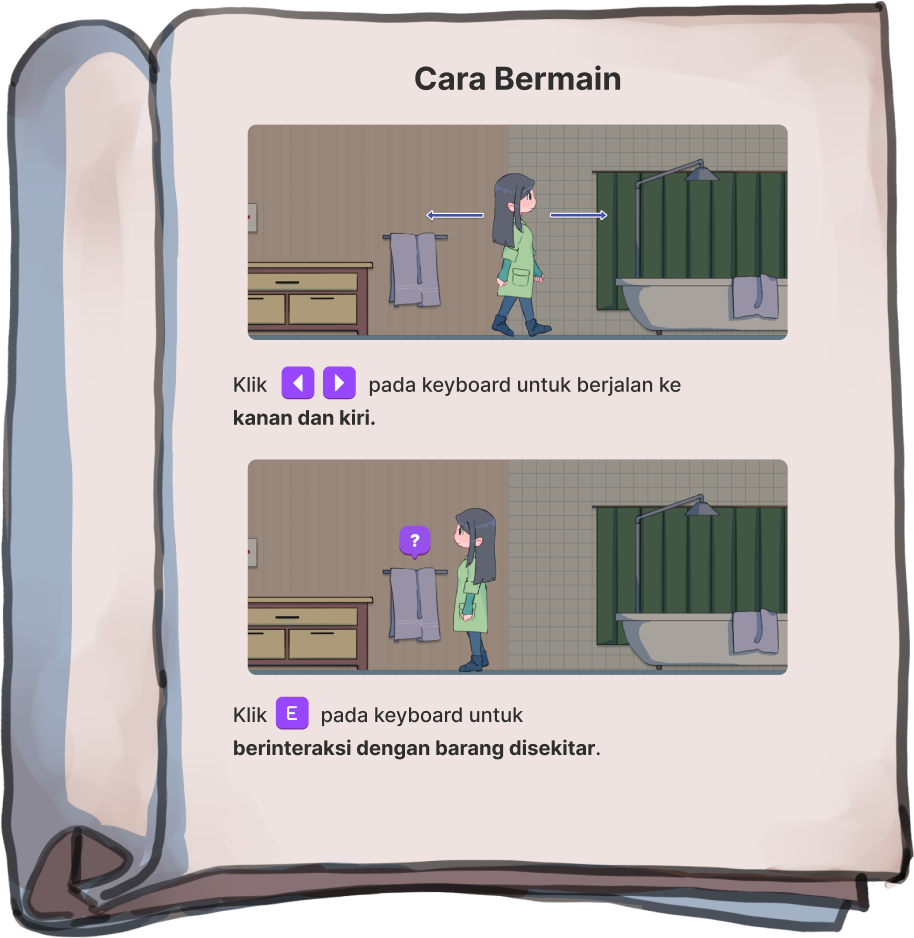 Cara Bermain
Klik ◀ ▶ pada keyboard untuk berjalan ke
kanan dan kiri.
?
Klik E pada keyboard untuk
berinteraksi dengan barang disekitar.